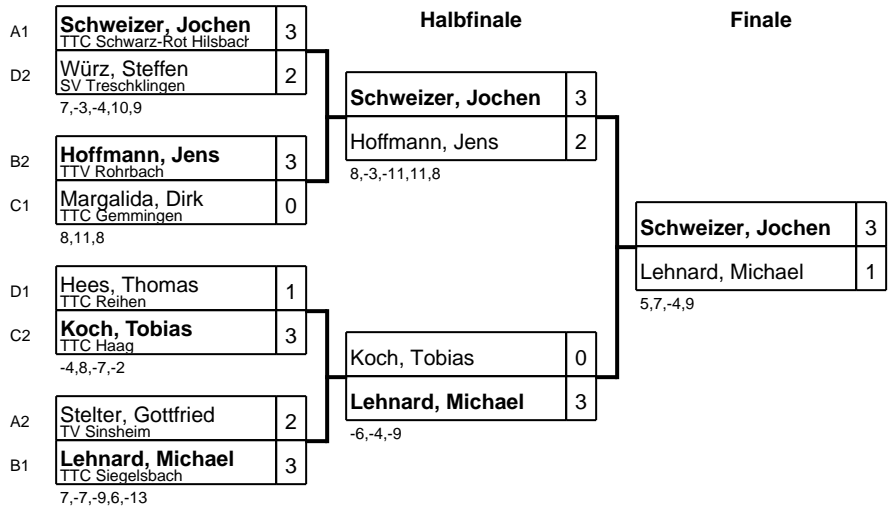 Halbfinale
Finale
A1 Schweizer, Jochen 3
TTC Schwarz-Rot Hilsbach
D2 Würz, Steffen 2
SV Treschklingen
7,-3,-4,10,9
B2 Hoffmann, Jens 3
TTV Rohrbach
C1 Margalida, Dirk 0
TTC Gemmingen
8,11,8
D1 Hees, Thomas 1
TTC Reihen
C2 Koch, Tobias 3
TTC Haag
-4,8,-7,-2
A2 Stelter, Gottfried 2
TV Sinsheim
B1 Lehnard, Michael 3
TTC Siegelsbach
7,-7,-9,6,-13
Schweizer, Jochen 3
Hoffmann, Jens 2
8,-3,-11,11,8
Koch, Tobias 0
Lehnard, Michael 3
-6,-4,-9
Schweizer, Jochen 3
Lehnard, Michael 1
5,7,-4,9